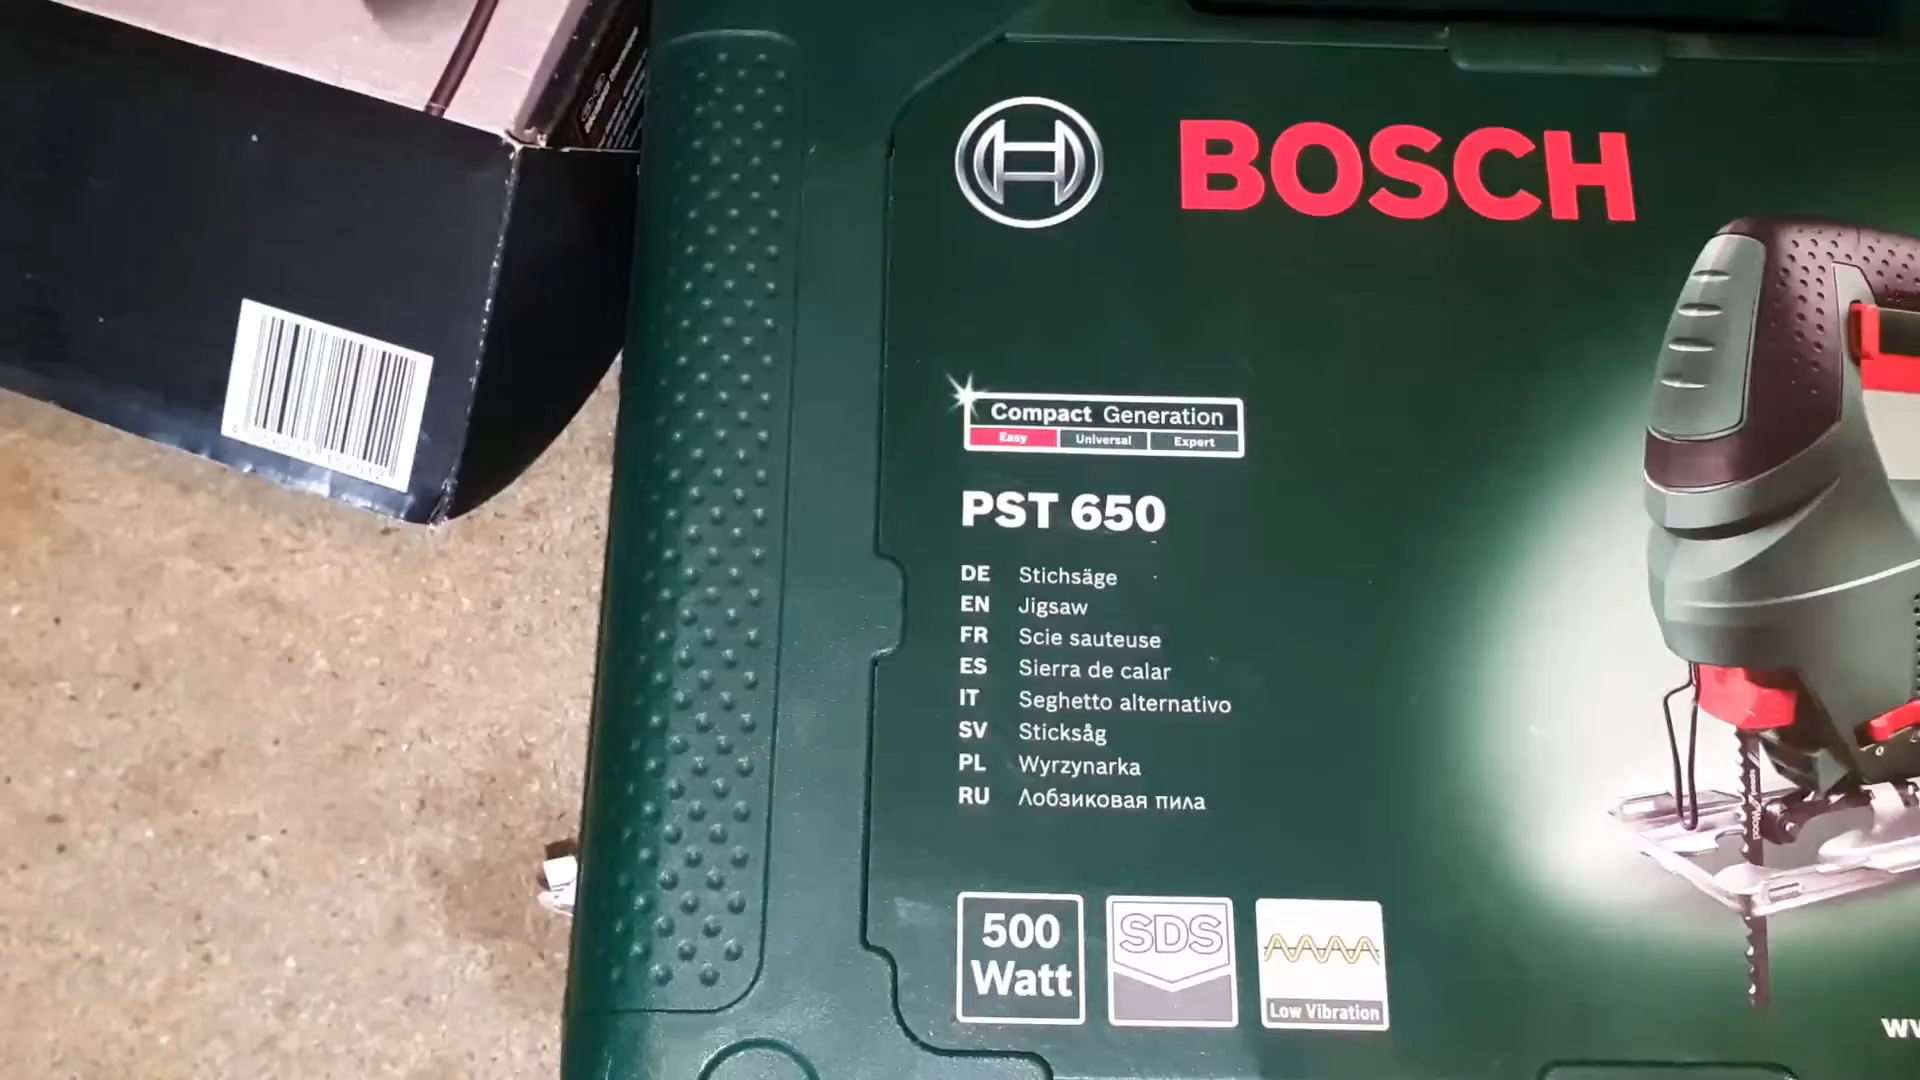 BOSCH
Compact Generation
Easy Universal Expert
PST 650
DE Stichsäge
EN Jigsaw
FR Scie sauteuse
ES Sierra de calar
IT Seghetto alternativo
SV Sticksåg
PL Wyrzynarka
RU Лобзиковая пила
500 Watt
SDS
Low Vibration